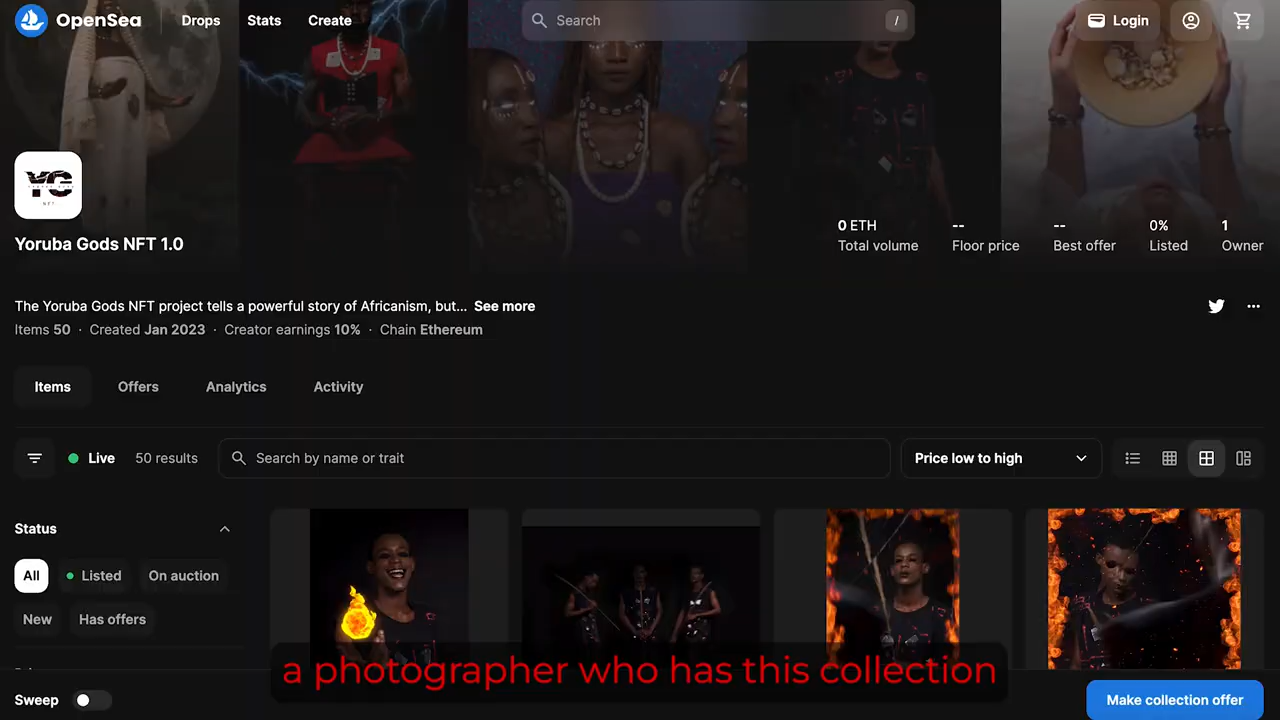 OpenSea
Drops
Stats
Create
Search
/
Login
YG
NFT
Yoruba Gods NFT 1.0
0 ETH
Total volume
--
Floor price
--
Best offer
0%
Listed
1
Owner
The Yoruba Gods NFT project tells a powerful story of Africanism, but... See more
Items 50 · Created Jan 2023 · Creator earnings 10% · Chain Ethereum
Items
Offers
Analytics
Activity
Live
50 results
Search by name or trait
Price low to high
Status
All
Listed
On auction
New
Has offers
a photographer who has this collection
Sweep
Make collection offer